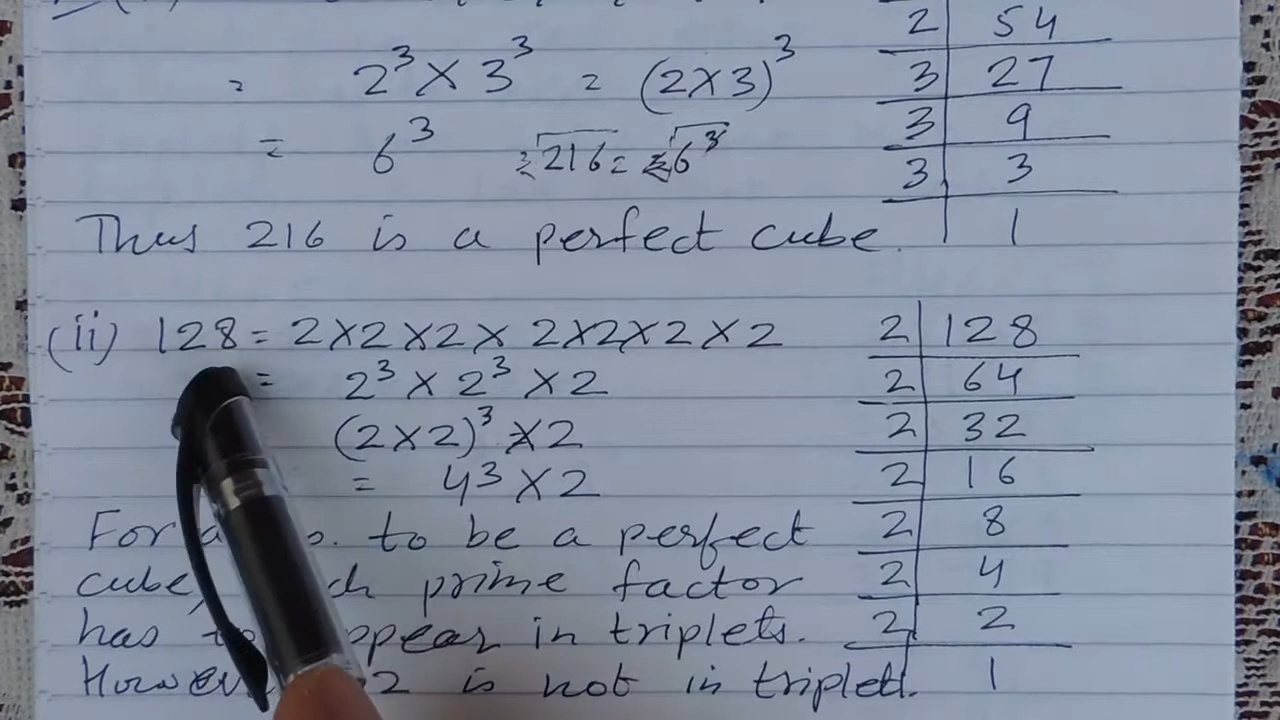 2 | 54
= 2³ × 3³ = (2×3)³
3 | 27
= 6³ ∛216 = ∛6³
3 | 9
3 | 3
Thus 216 is a perfect cube.
1
(ii) 128 = 2×2×2× 2×2×2×2
2 | 128
= 2³ × 2³ × 2
2 | 64
(2×2)³ × 2
2 | 32
= 4³ × 2
2 | 16
For a to be a perfect
2 | 8
cube, prime factor
2 | 4
has in triplets.
2 | 2
However 2 is not in triplet.
1